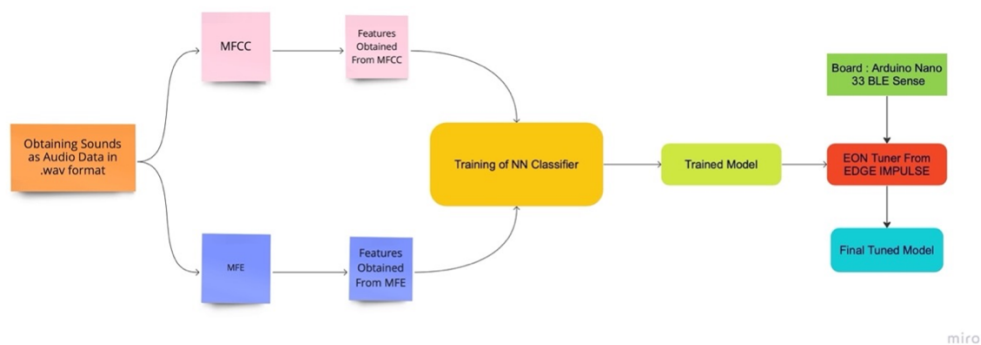 MFCC
Features
Obtained
From MFCC
Board : Arduino Nano
33 BLE Sense
Obtaining Sounds
as Audio Data in
.wav format
Training of NN Classifier
Trained Model
EON Tuner From
EDGE IMPULSE
MFE
Features
Obtained
From MFE
Final Tuned Model
miro